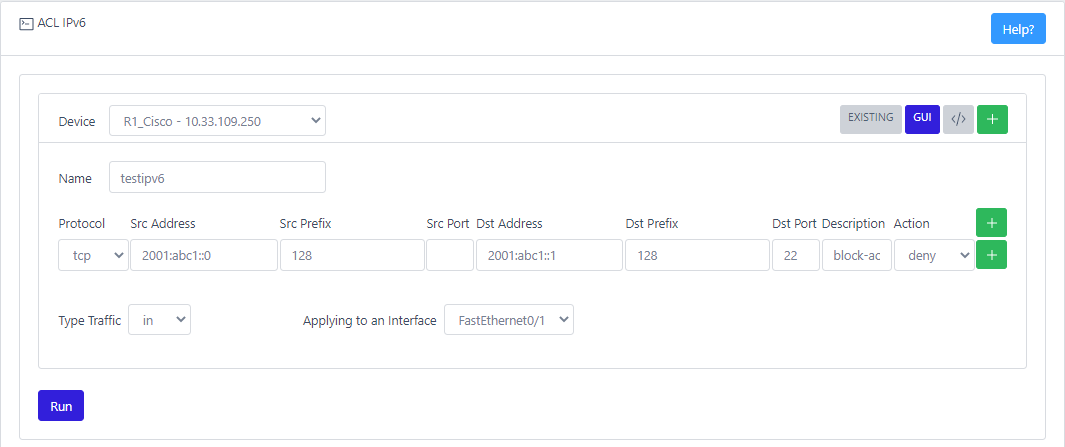 ACL IPv6
Help?
Device R1_Cisco - 10.33.109.250 EXISTING GUI </> +
Name testipv6
Protocol Src Address Src Prefix Src Port Dst Address Dst Prefix Dst Port Description Action +
tcp 2001:abc1::0 128 2001:abc1::1 128 22 block-ac deny +
Type Traffic in Applying to an Interface FastEthernet0/1
Run